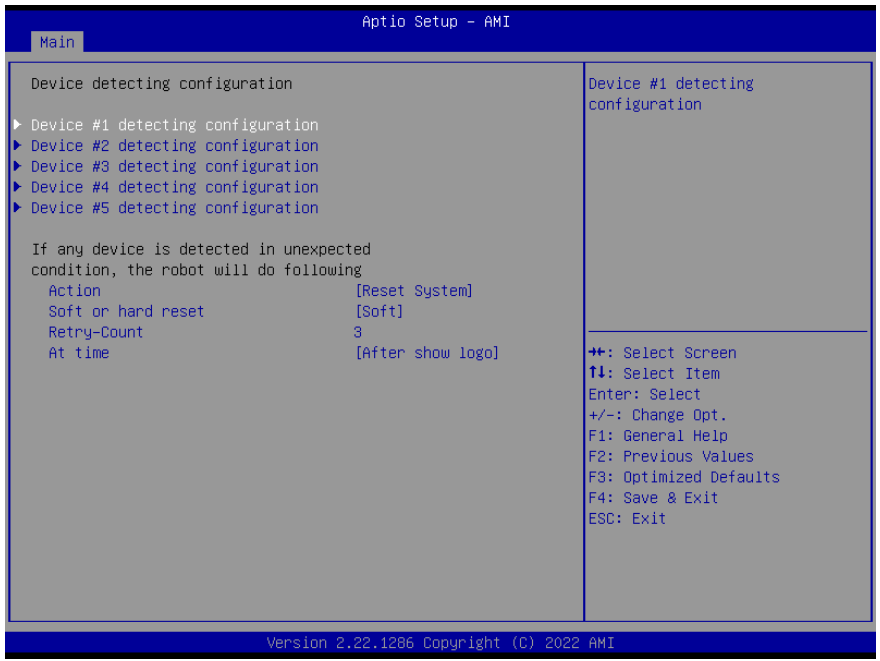 Aptio Setup – AMI
Main
Device detecting configuration
Device #1 detecting configuration
Device #2 detecting configuration
Device #3 detecting configuration
Device #4 detecting configuration
Device #5 detecting configuration
If any device is detected in unexpected
condition, the robot will do following
Action [Reset System]
Soft or hard reset [Soft]
Retry-Count 3
At time [After show logo]
Device #1 detecting
configuration
→←: Select Screen
↑↓: Select Item
Enter: Select
+/-: Change Opt.
F1: General Help
F2: Previous Values
F3: Optimized Defaults
F4: Save & Exit
ESC: Exit
Version 2.22.1286 Copyright (C) 2022 AMI